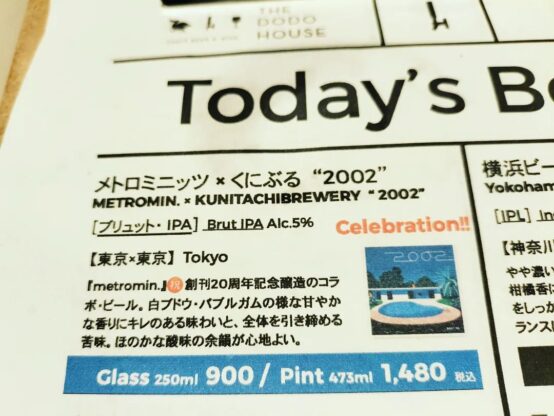 THE
DODO
HOUSE
Today's
メトロミニッツ × くにぶる “2002”
METROMIN. × KUNITACHIBREWERY “2002”
[ブリュット・IPA] Brut IPA Alc.5%
Celebration!!
【東京×東京】 Tokyo
『metromin.』㊗創刊20周年記念醸造のコラ
ボ・ビール。白ブドウ・バブルガムの様な甘やか
な香りにキレのある味わいと、全体を引き締める
苦味。ほのかな酸味の余韻が心地よい。
2002
Glass 250ml 900 / Pint 473ml 1,480 税込
横浜ビー
Yokoham
[IPL]
【神奈川
やや濃い
柑橘香に
をしっか
ランスに